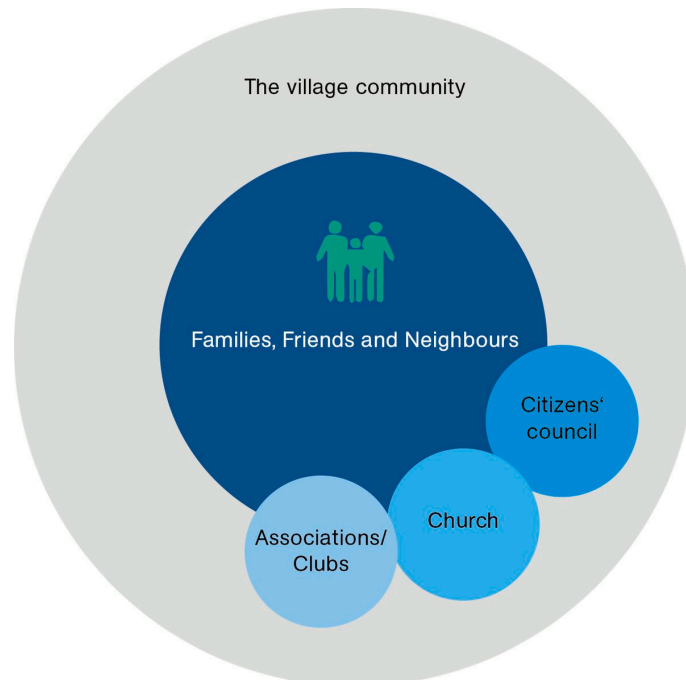 The village community
Families, Friends and Neighbours
Citizens‘
council
Church
Associations/
Clubs